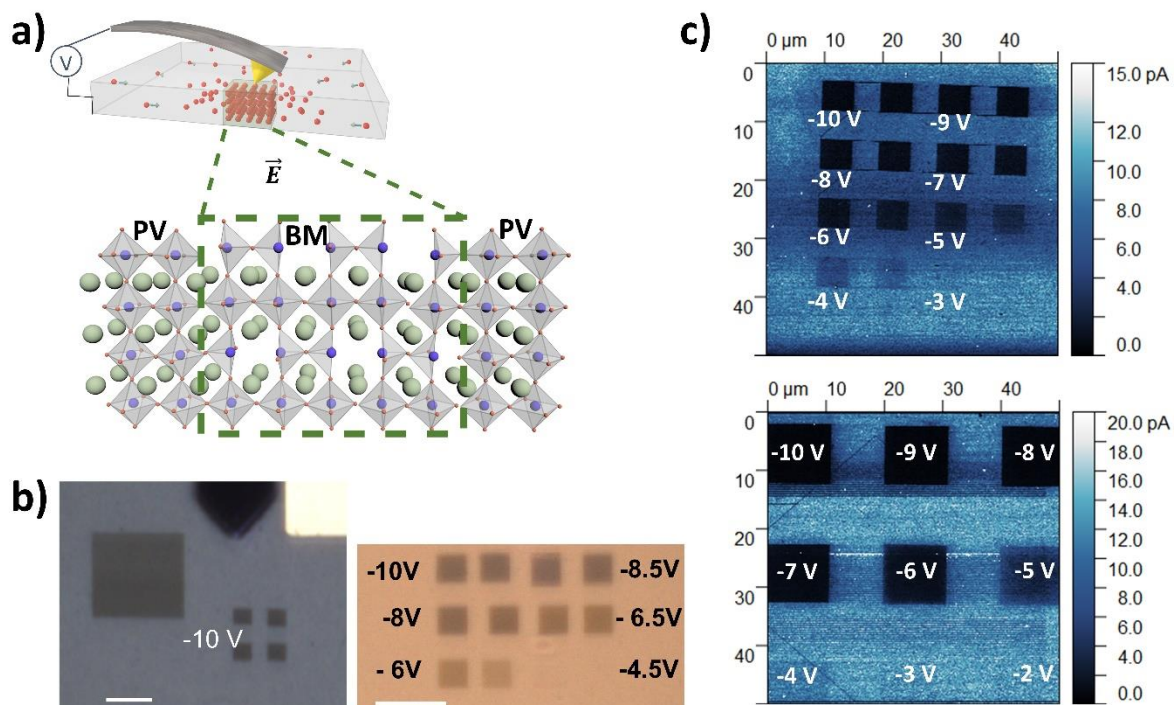 a)
V
E
PV BM PV
b)
-10 V
-10V -8.5V
-8V - 6.5V
- 6V -4.5V
c)
0 µm 10 20 30 40
0
10
20
30
40
-10 V -9 V
-8 V -7 V
-6 V -5 V
-4 V -3 V
15.0 pA
12.0
10.0
8.0
6.0
4.0
0.0
0 µm 10 20 30 40
0
10
20
30
40
-10 V -9 V -8 V
-7 V -6 V -5 V
-4 V -3 V -2 V
20.0 pA
18.0
16.0
14.0
12.0
10.0
8.0
6.0
4.0
0.0